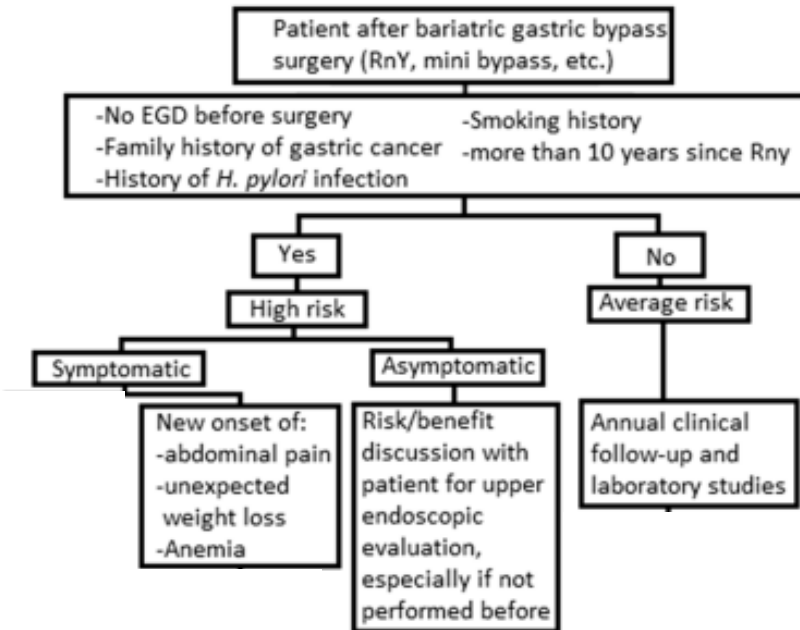 Patient after bariatric gastric bypass
surgery (RnY, mini bypass, etc.)
-No EGD before surgery
-Family history of gastric cancer
-History of H. pylori infection
-Smoking history
-more than 10 years since Rny
Yes
No
High risk
Average risk
Symptomatic
Asymptomatic
New onset of:
-abdominal pain
-unexpected
weight loss
-Anemia
Risk/benefit
discussion with
patient for upper
endoscopic
evaluation,
especially if not
performed before
Annual clinical
follow-up and
laboratory studies